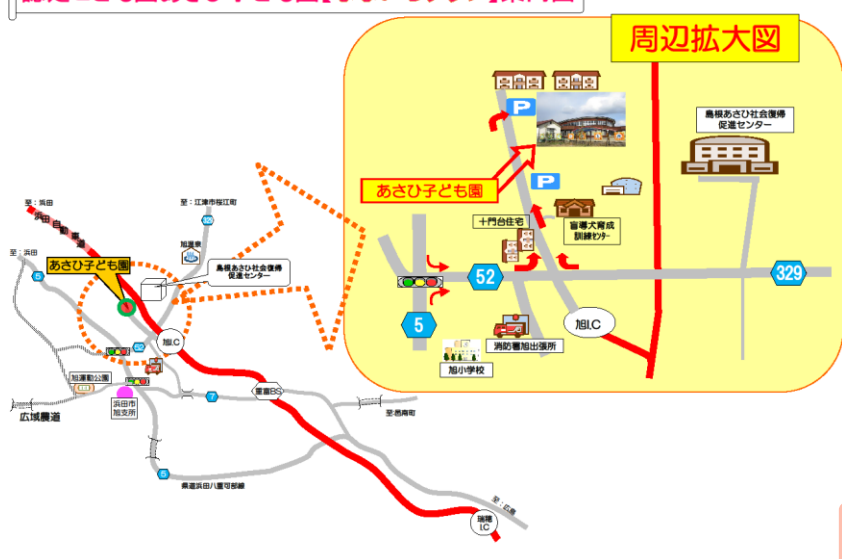 周辺拡大図
島根あさひ社会復帰
促進センター
P
あさひ子ども園
P
十門台住宅
盲導犬育成
訓練センター
52
329
5
旭I.C
消防署旭出張所
旭小学校
至：浜田
浜田自動車道
至：江津市桜江町
至：浜田
5
旭温泉
あさひ子ども園
島根あさひ社会復帰
促進センター
52
旭I.C
旭運動公園
浜田市
旭支所
広域農道
重富BS
7
至:邑南町
5
県道浜田八重可部線
至：広島
瑞穂
I.C